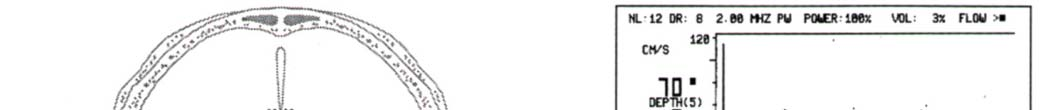 NL:12 DR: 8 2.00 MHZ PW POWER:100% VOL: 3% FLOW >■
120
CM/S
70 ■
DEPTH(5)